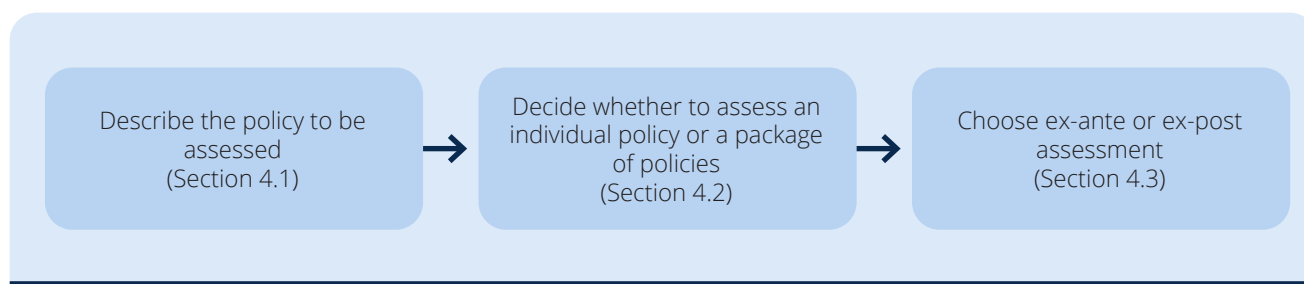 Describe the policy to be
assessed
(Section 4.1)
Decide whether to assess an
individual policy or a package
of policies
(Section 4.2)
Choose ex-ante or ex-post
assessment
(Section 4.3)